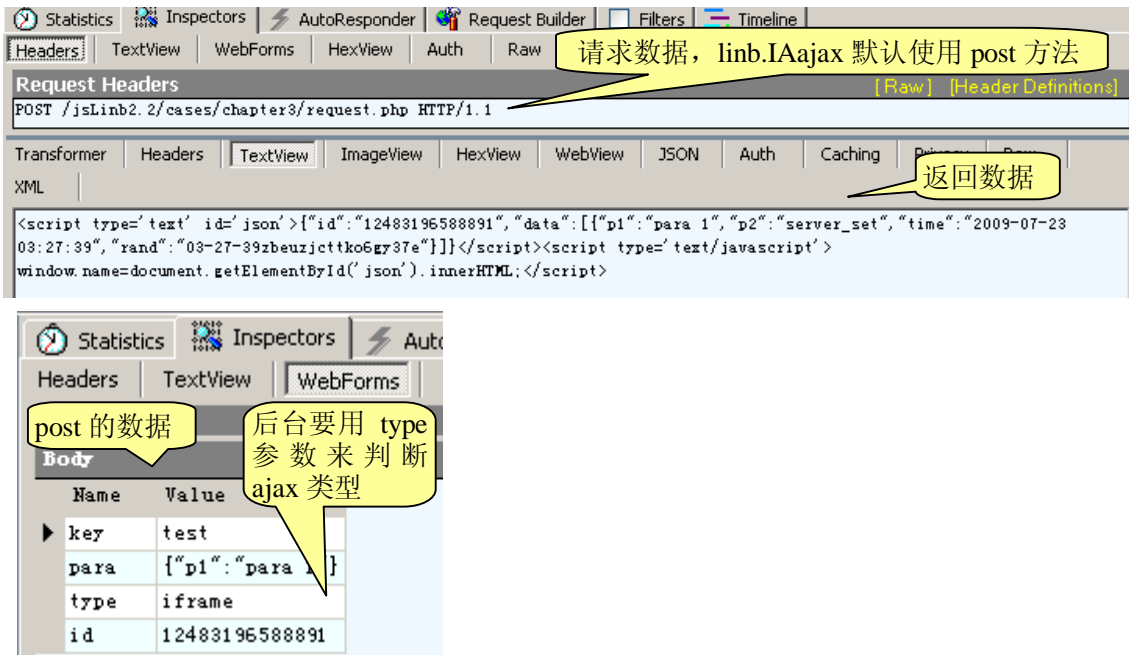 Statistics Inspectors AutoResponder Request Builder Filters Timeline
Headers TextView WebForms HexView Auth Raw
请求数据，linb.IAajax 默认使用 post 方法
Request Headers [Raw] [Header Definitions]
POST /jsLinb2.2/cases/chapter3/request.php HTTP/1.1
Transformer Headers TextView ImageView HexView WebView JSON Auth Caching
XML
返回数据
<script type='text' id='json'>{"id":"12483196588891","data":[{"p1":"para 1","p2":"server_set","time":"2009-07-23
03:27:39","rand":"03-27-39zbeuzjcttko6gy37e"}]}</script><script type='text/javascript'>
window.name=document.getElementById('json').innerHTML;</script>
Statistics Inspectors
Headers TextView WebForms
post 的数据
后台要用 type
参数来判断
ajax 类型
Body
Name Value
key test
para {"p1":"para
type iframe
id 12483196588891